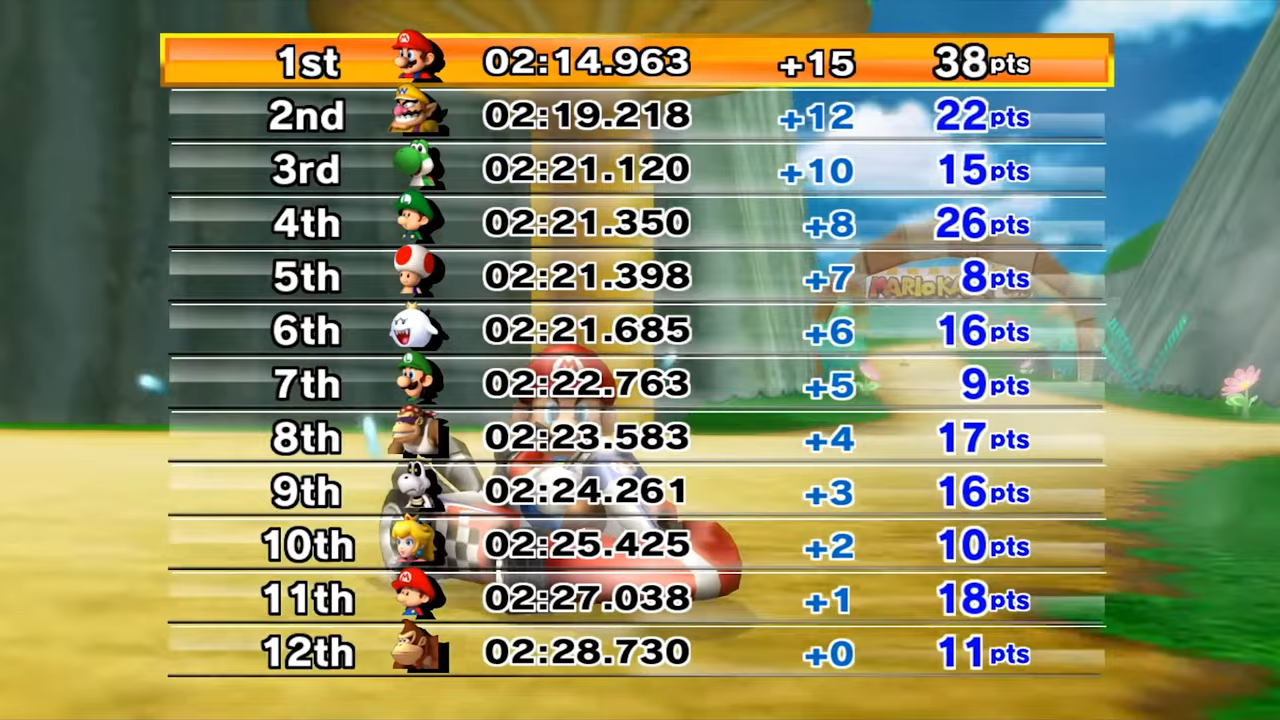 1st 02:14.963 +15 38pts
2nd 02:19.218 +12 22pts
3rd 02:21.120 +10 15pts
4th 02:21.350 +8 26pts
5th 02:21.398 +7 8pts
6th 02:21.685 +6 16pts
7th 02:22.763 +5 9pts
8th 02:23.583 +4 17pts
9th 02:24.261 +3 16pts
10th 02:25.425 +2 10pts
11th 02:27.038 +1 18pts
12th 02:28.730 +0 11pts